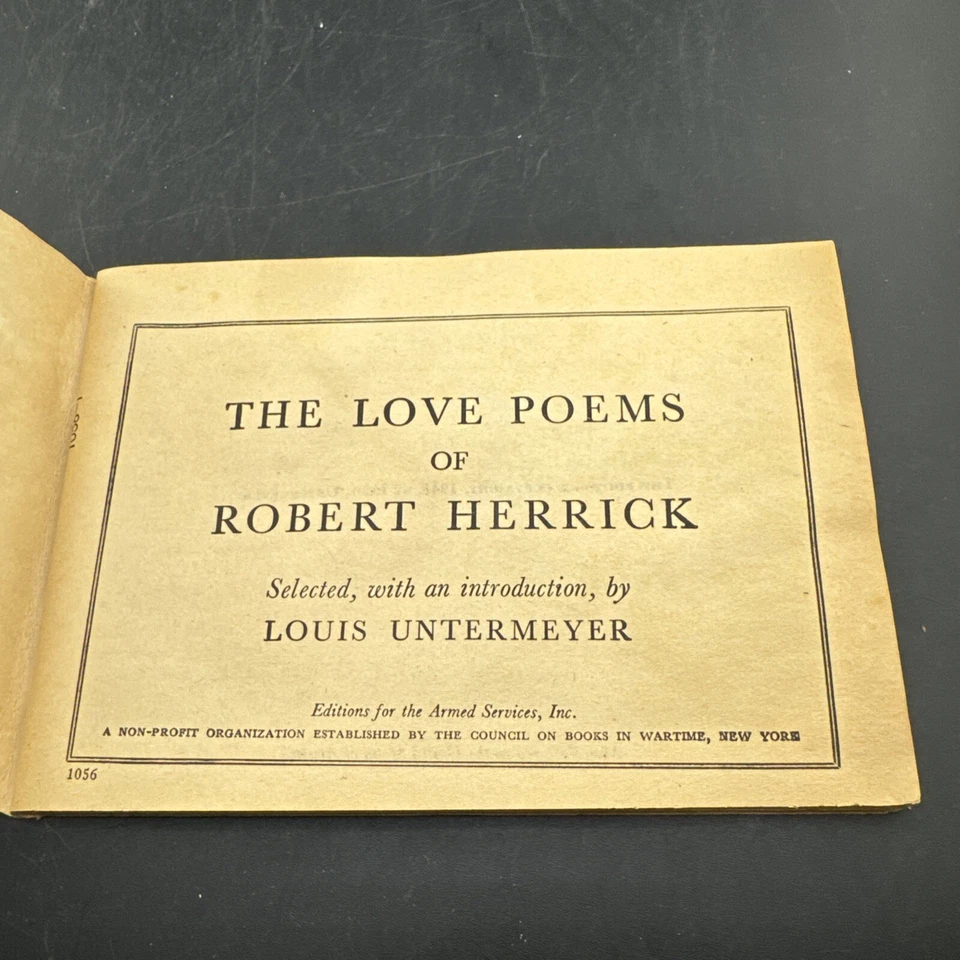 THE LOVE POEMS
OF
ROBERT HERRICK
Selected, with an introduction, by
LOUIS UNTERMEYER
Editions for the Armed Services, Inc.
A NON-PROFIT ORGANIZATION ESTABLISHED BY THE COUNCIL ON BOOKS IN WARTIME, NEW YORK
1056